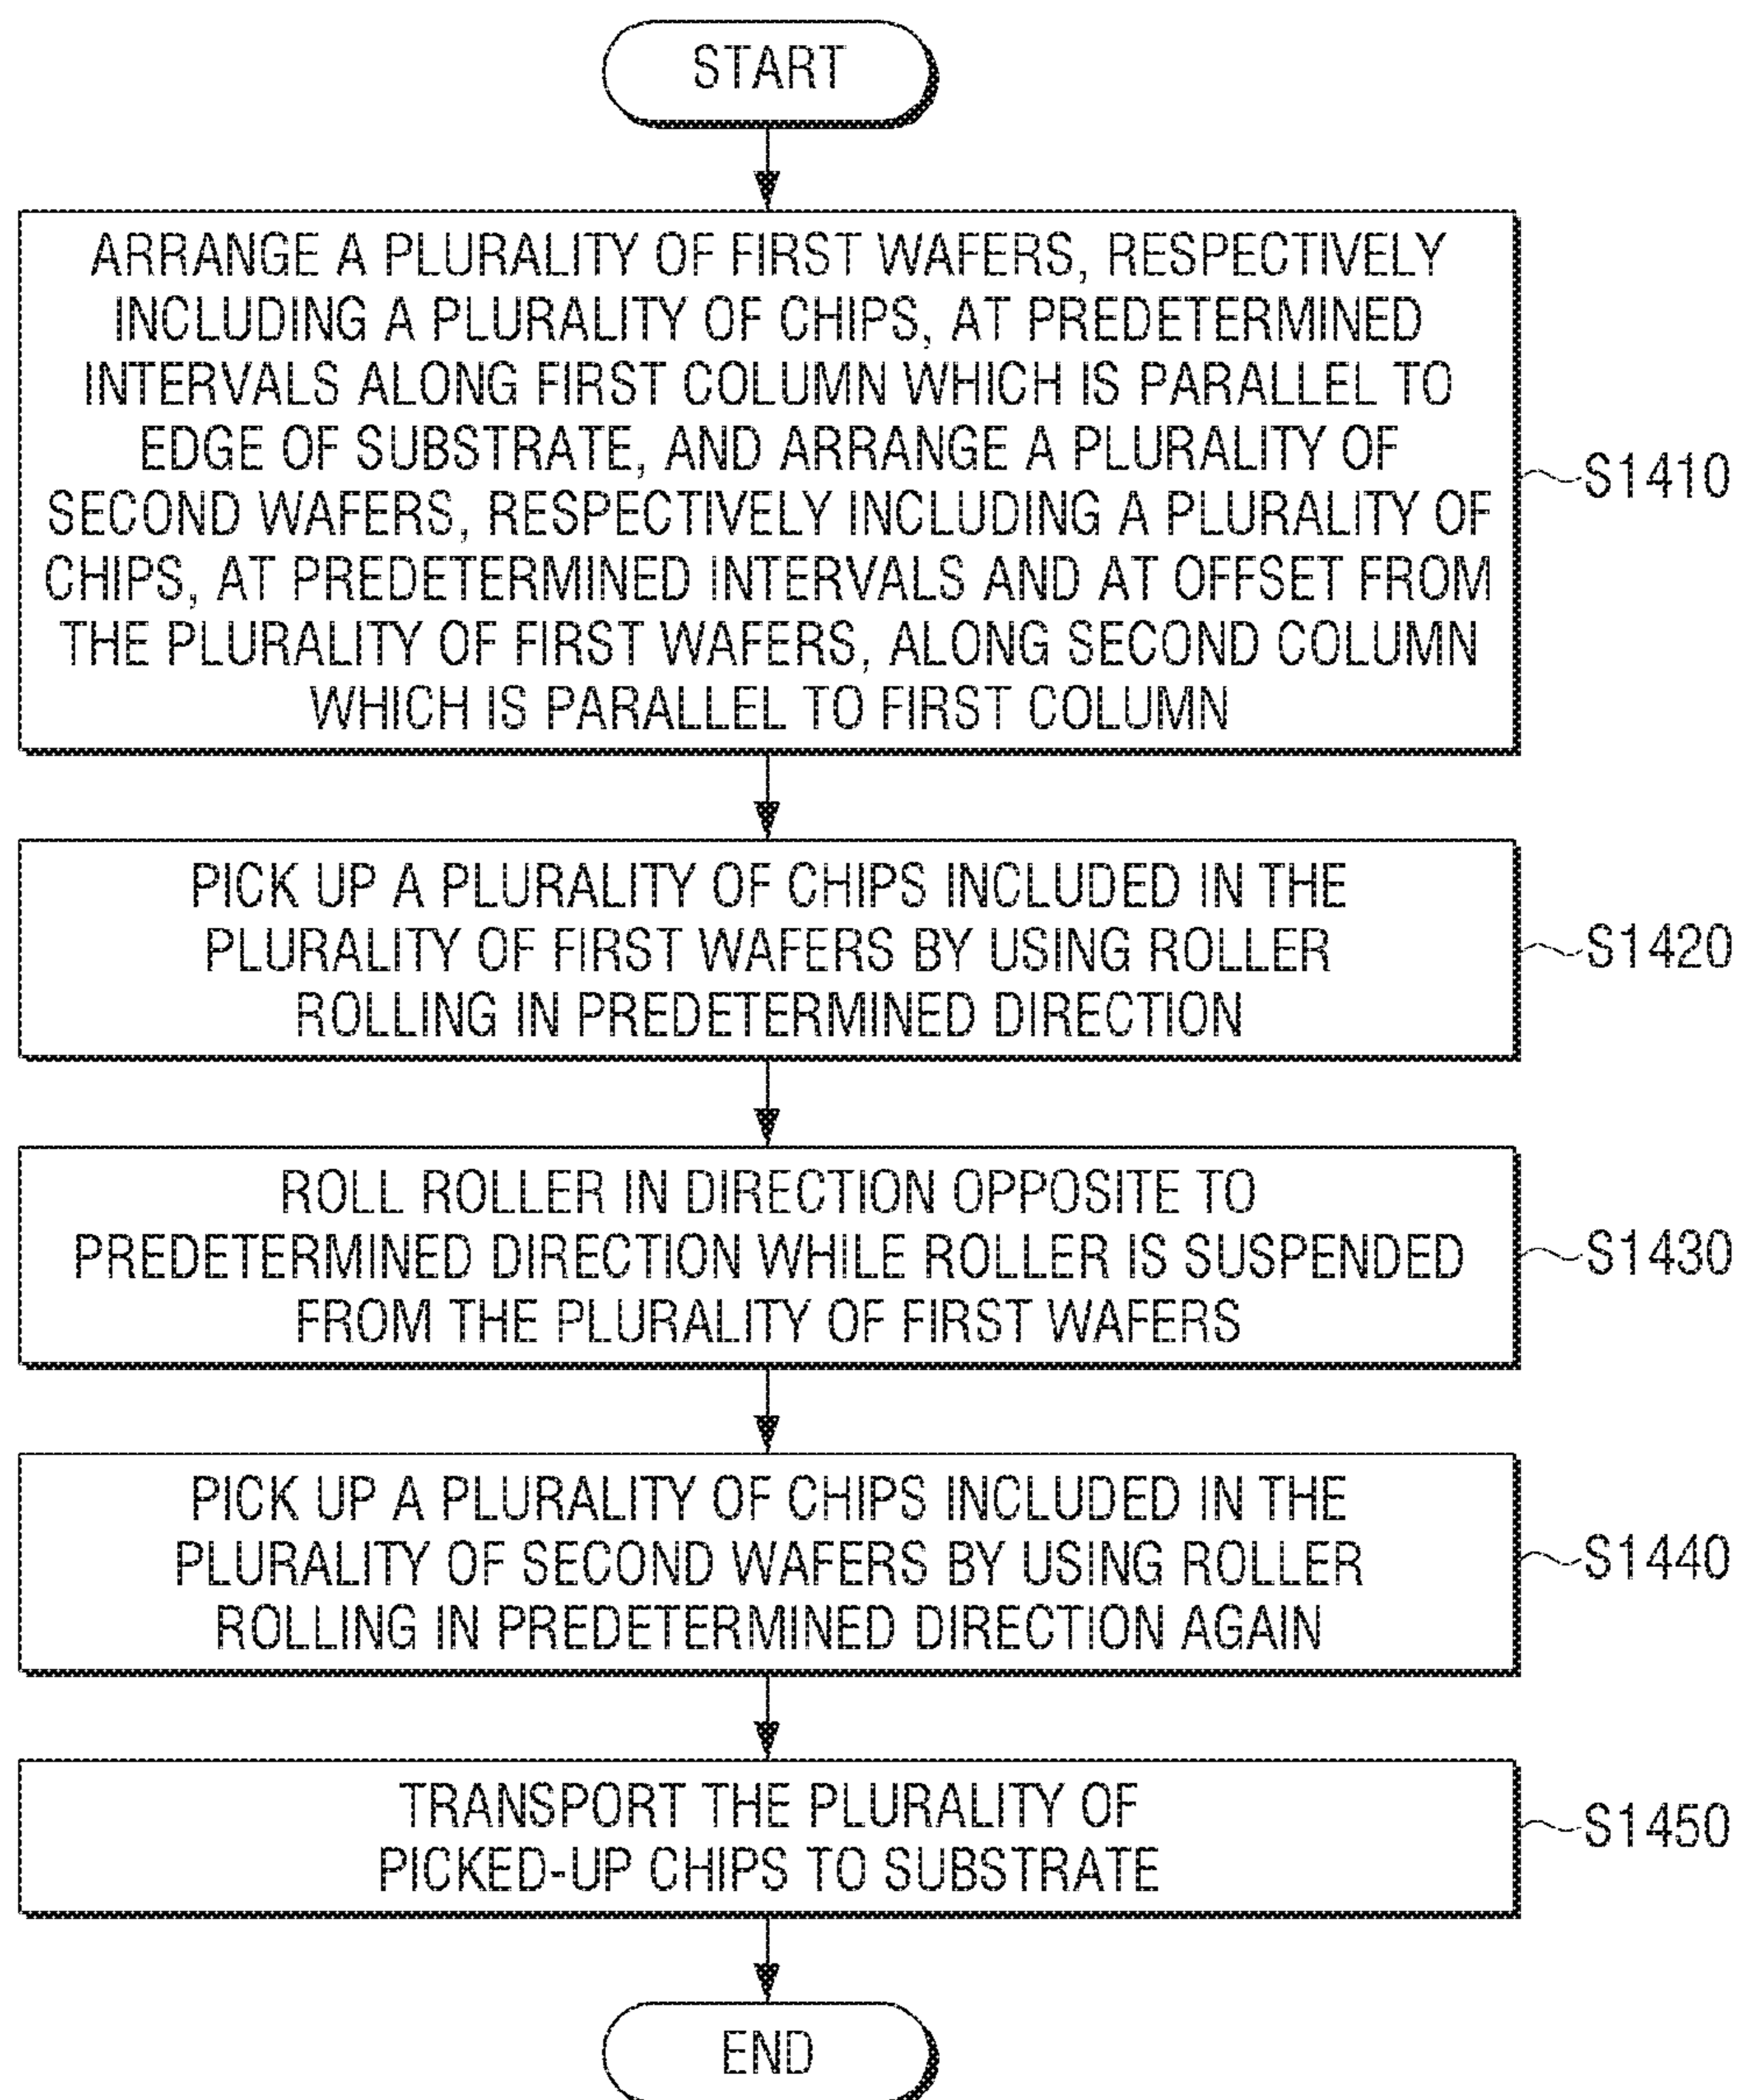 START
ARRANGE A PLURALITY OF FIRST WAFERS, RESPECTIVELY
INCLUDING A PLURALITY OF CHIPS, AT PREDETERMINED
INTERVALS ALONG FIRST COLUMN WHICH IS PARALLEL TO
EDGE OF SUBSTRATE, AND ARRANGE A PLURALITY OF
SECOND WAFERS, RESPECTIVELY INCLUDING A PLURALITY OF
CHIPS, AT PREDETERMINED INTERVALS AND AT OFFSET FROM
THE PLURALITY OF FIRST WAFERS, ALONG SECOND COLUMN
WHICH IS PARALLEL TO FIRST COLUMN
S1410
PICK UP A PLURALITY OF CHIPS INCLUDED IN THE
PLURALITY OF FIRST WAFERS BY USING ROLLER
ROLLING IN PREDETERMINED DIRECTION
S1420
ROLL ROLLER IN DIRECTION OPPOSITE TO
PREDETERMINED DIRECTION WHILE ROLLER IS SUSPENDED
FROM THE PLURALITY OF FIRST WAFERS
S1430
PICK UP A PLURALITY OF CHIPS INCLUDED IN THE
PLURALITY OF SECOND WAFERS BY USING ROLLER
ROLLING IN PREDETERMINED DIRECTION AGAIN
S1440
TRANSPORT THE PLURALITY OF
PICKED-UP CHIPS TO SUBSTRATE
S1450
END